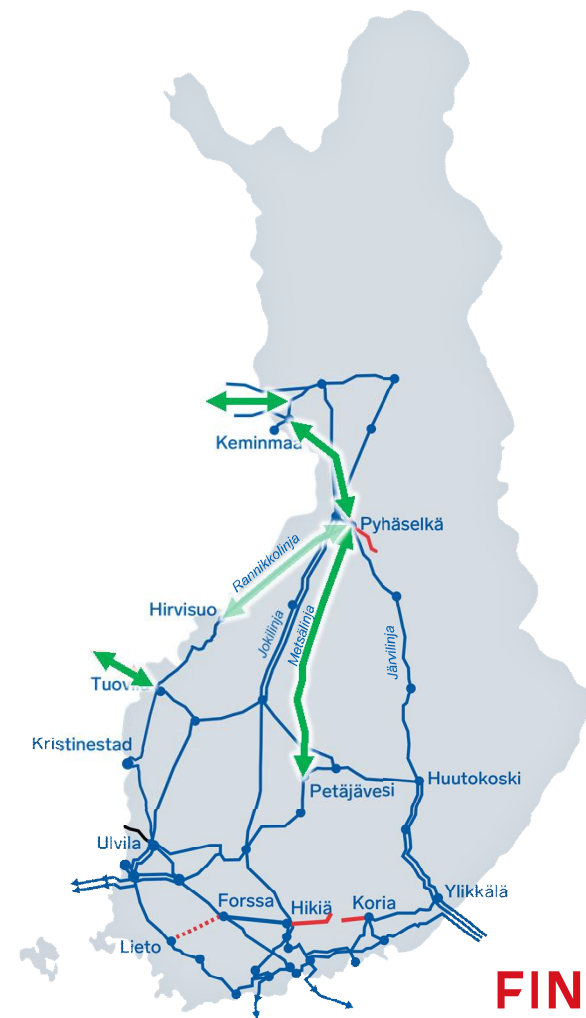 Keminmaa
Pyhäselkä
Rannikkolinja
Hirvisuo
Jokilinja
Metsälinja
Järvilinja
Tuovila
Kristinestad
Huutokoski
Petäjävesi
Ulvila
Ylikkälä
Forssa
Hikiä
Koria
Lieto
FIN